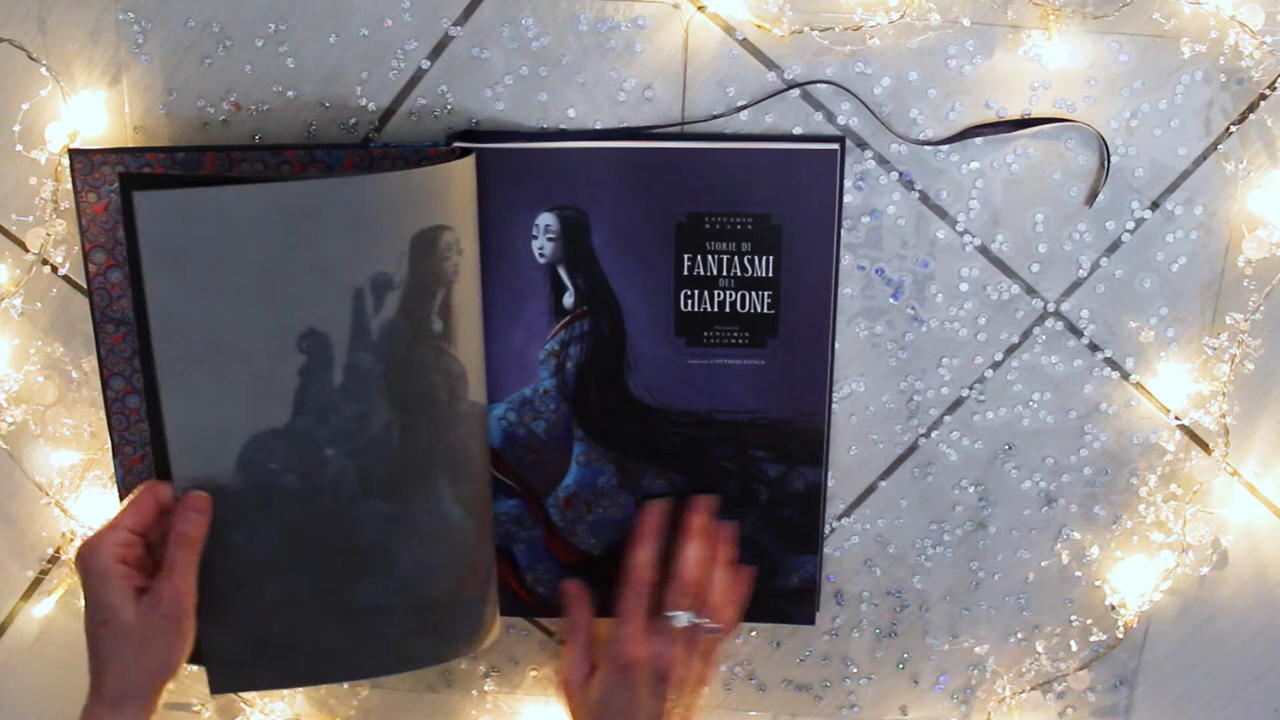 LAFCADIO
HEARN
STORIE DI
FANTASMI
DEL
GIAPPONE
BENJAMIN
LACOMBE